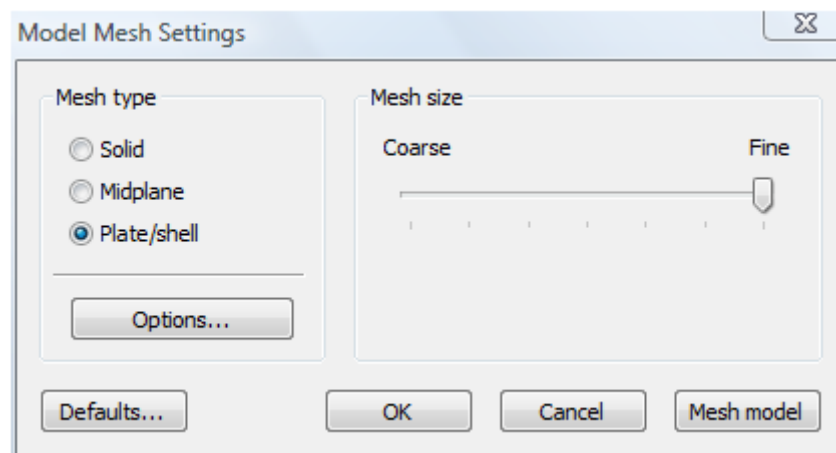 Model Mesh Settings
Mesh type
Solid
Midplane
Plate/shell
Options...
Mesh size
Coarse Fine
Defaults... OK Cancel Mesh model